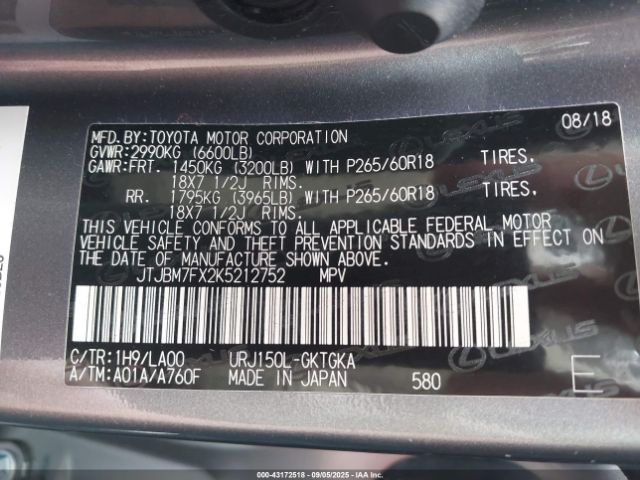 08/18
MFD.BY:TOYOTA MOTOR CORPORATION
GVWR:2990KG (6600LB)
GAWR:FRT. 1450KG (3200LB) WITH P265/60R18 TIRES.
18X7 1/2J RIMS.
RR. 1795KG (3965LB) WITH P265/60R18 TIRES.
18X7 1/2J RIMS.
THIS VEHICLE CONFORMS TO ALL APPLICABLE FEDERAL MOTOR
VEHICLE SAFETY AND THEFT PREVENTION STANDARDS IN EFFECT ON
THE DATE OF MANUFACTURE SHOWN ABOVE.
JTJBM7FX2K5212752 MPV
C/TR:1H9/LA00 URJ150L-GKTGKA
A/TM:A01A/A760F MADE IN JAPAN 580 E
LEXUS
000-43172518 - 09/05/2025 - IAAI.COM